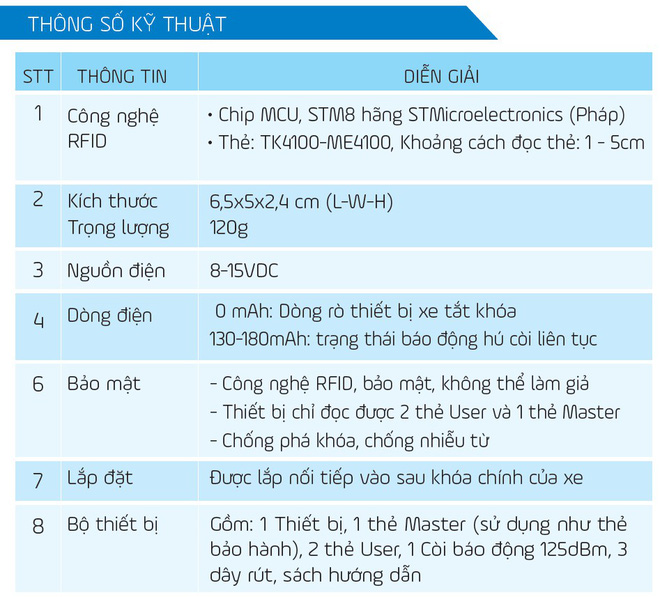 THÔNG SỐ KỸ THUẬT
STT THÔNG TIN DIỄN GIẢI
1 Công nghệ RFID
• Chip MCU, STM8 hãng STMicroelectronics (Pháp)
• Thẻ: TK4100-ME4100, Khoảng cách đọc thẻ: 1 - 5cm
2 Kích thước 6,5x5x2,4 cm (L-W-H)
Trọng lượng 120g
3 Nguồn điện 8-15VDC
4 Dòng điện 0 mAh: Dòng rò thiết bị xe tắt khóa
130-180mAh: trạng thái báo động hú còi liên tục
6 Bảo mật - Công nghệ RFID, bảo mật, không thể làm giả
- Thiết bị chỉ đọc được 2 thẻ User và 1 thẻ Master
- Chống phá khóa, chống nhiễu từ
7 Lắp đặt Được lắp nối tiếp vào sau khóa chính của xe
8 Bộ thiết bị Gồm: 1 Thiết bị, 1 thẻ Master (sử dụng như thẻ
bảo hành), 2 thẻ User, 1 Còi báo động 125dBm, 3
dây rút, sách hướng dẫn